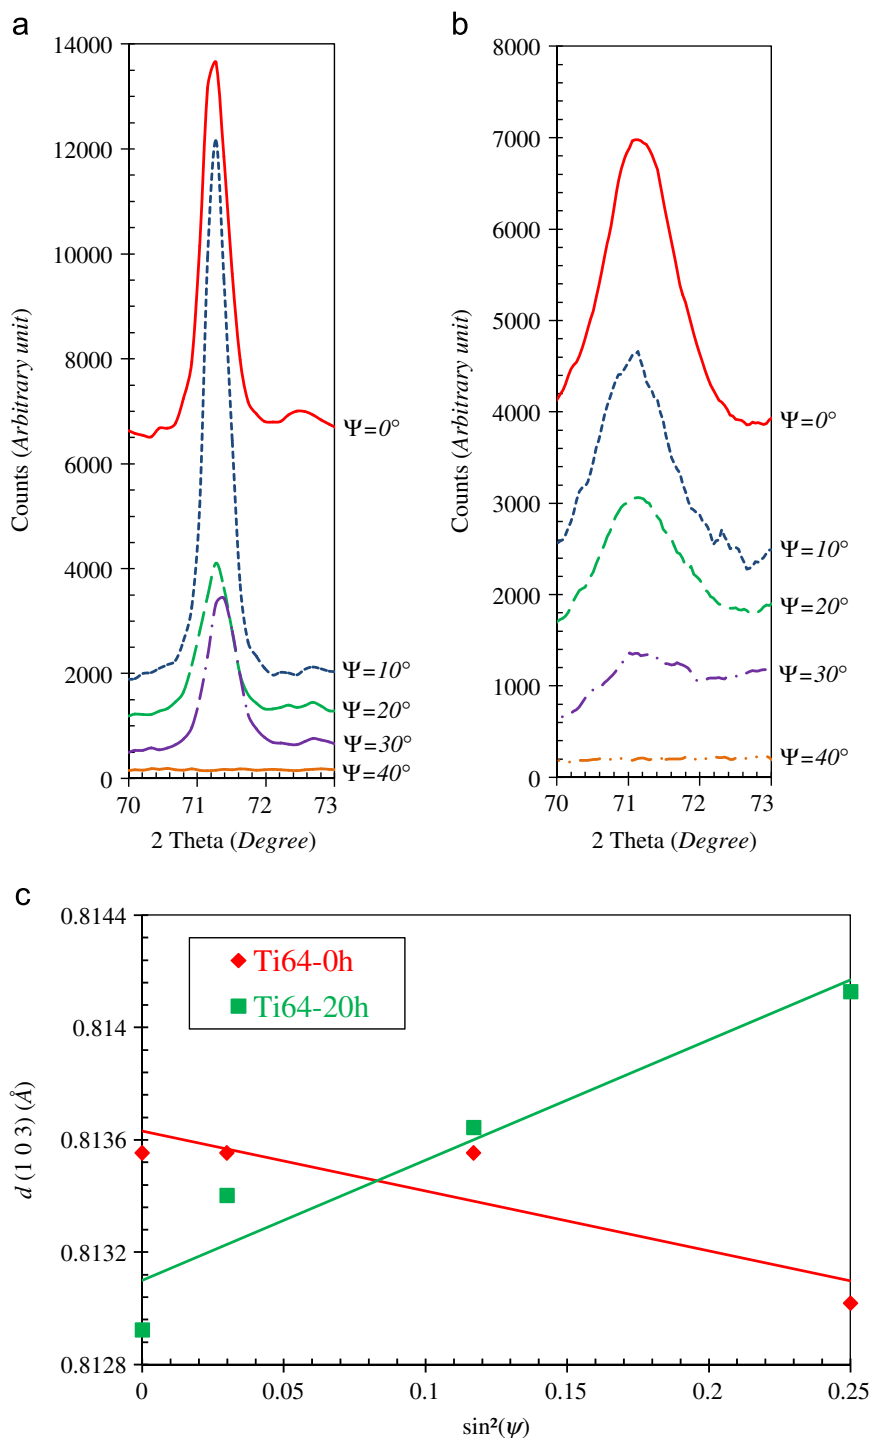 a
14000
12000
10000
8000
6000
4000
2000
0
Counts (Arbitrary unit)
Ψ=0°
Ψ=10°
Ψ=20°
Ψ=30°
Ψ=40°
70 71 72 73
2 Theta (Degree)
b
8000
7000
6000
5000
4000
3000
2000
1000
0
Counts (Arbitrary unit)
Ψ=0°
Ψ=10°
Ψ=20°
Ψ=30°
Ψ=40°
70 71 72 73
2 Theta (Degree)
c
0.8144
0.814
0.8136
0.8132
0.8128
d (1 0 3) (Å)
Ti64-0h
Ti64-20h
0 0.05 0.1 0.15 0.2 0.25
sin²(ψ)